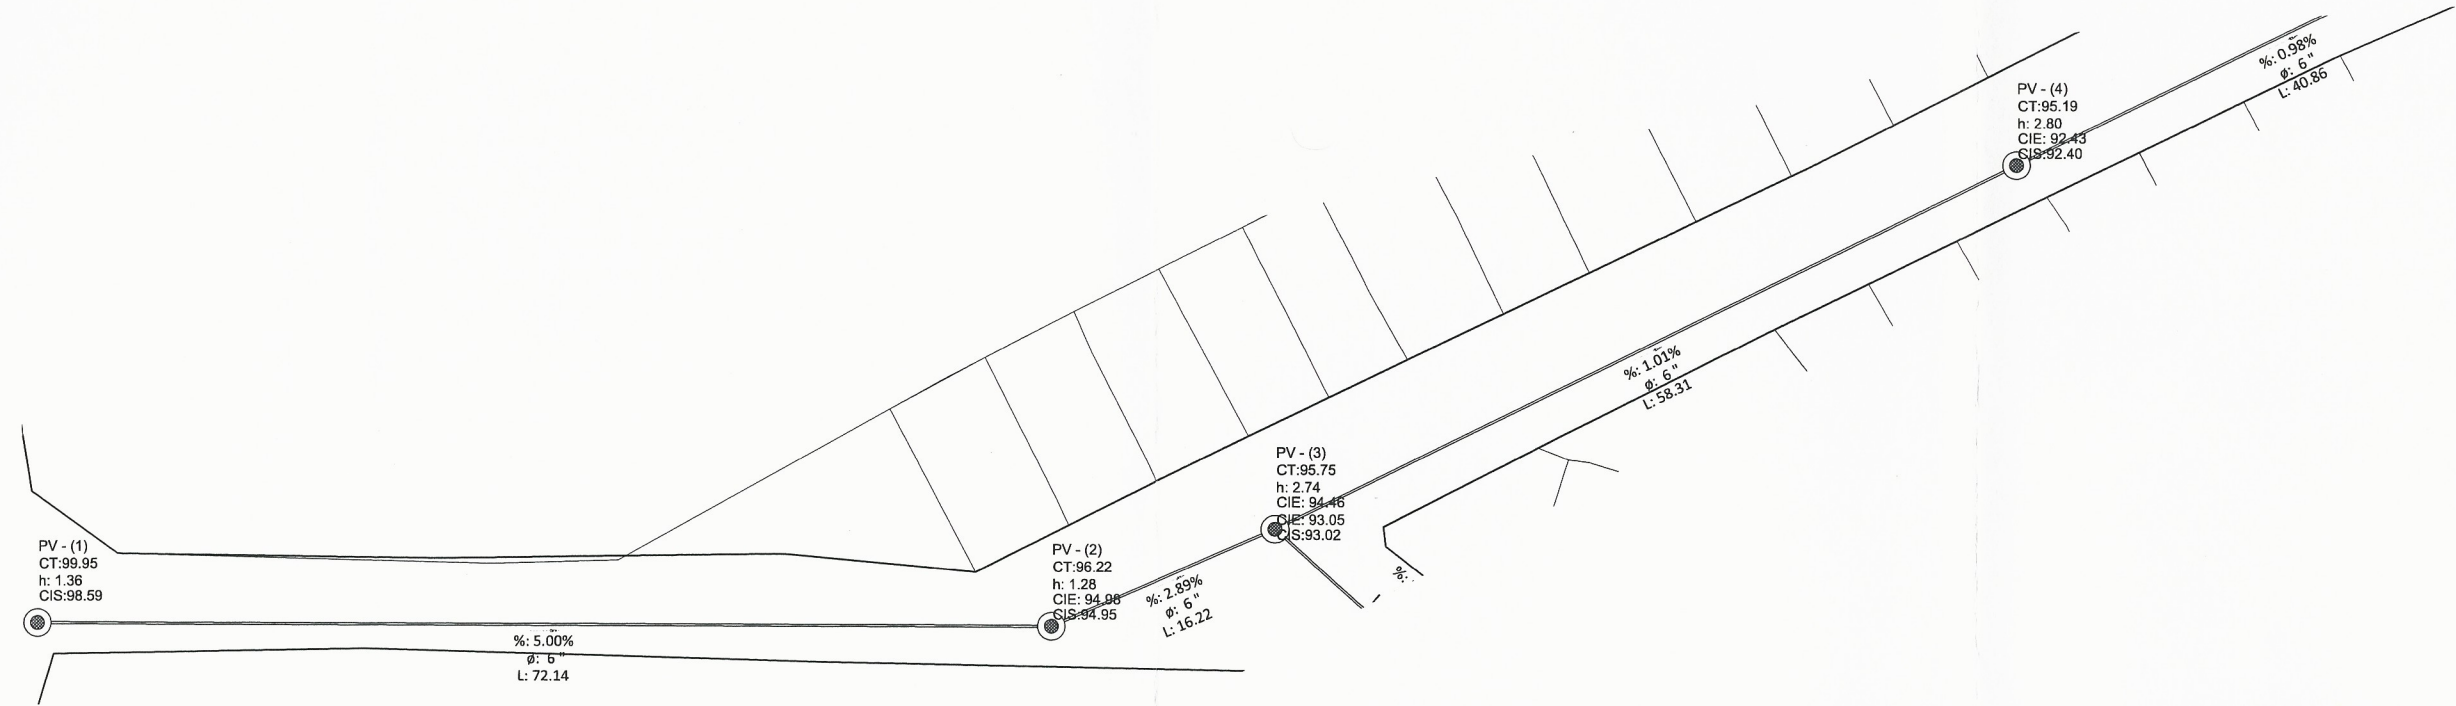 PV - (1)
CT:99.95
h: 1.36
CIS:98.59
%: 5.00%
ø: 6 "
L: 72.14
PV - (2)
CT:96.22
h: 1.28
CIE: 94.98
CIS:94.95
%: 2.89%
ø: 6 "
L: 16.22
PV - (3)
CT:95.75
h: 2.74
CIE: 94.46
CIE: 93.05
CIS:93.02
%:
%: 1.01%
ø: 6 "
L: 58.31
PV - (4)
CT:95.19
h: 2.80
CIE: 92.43
CIS:92.40
%: 0.98%
ø: 6 "
L: 40.86